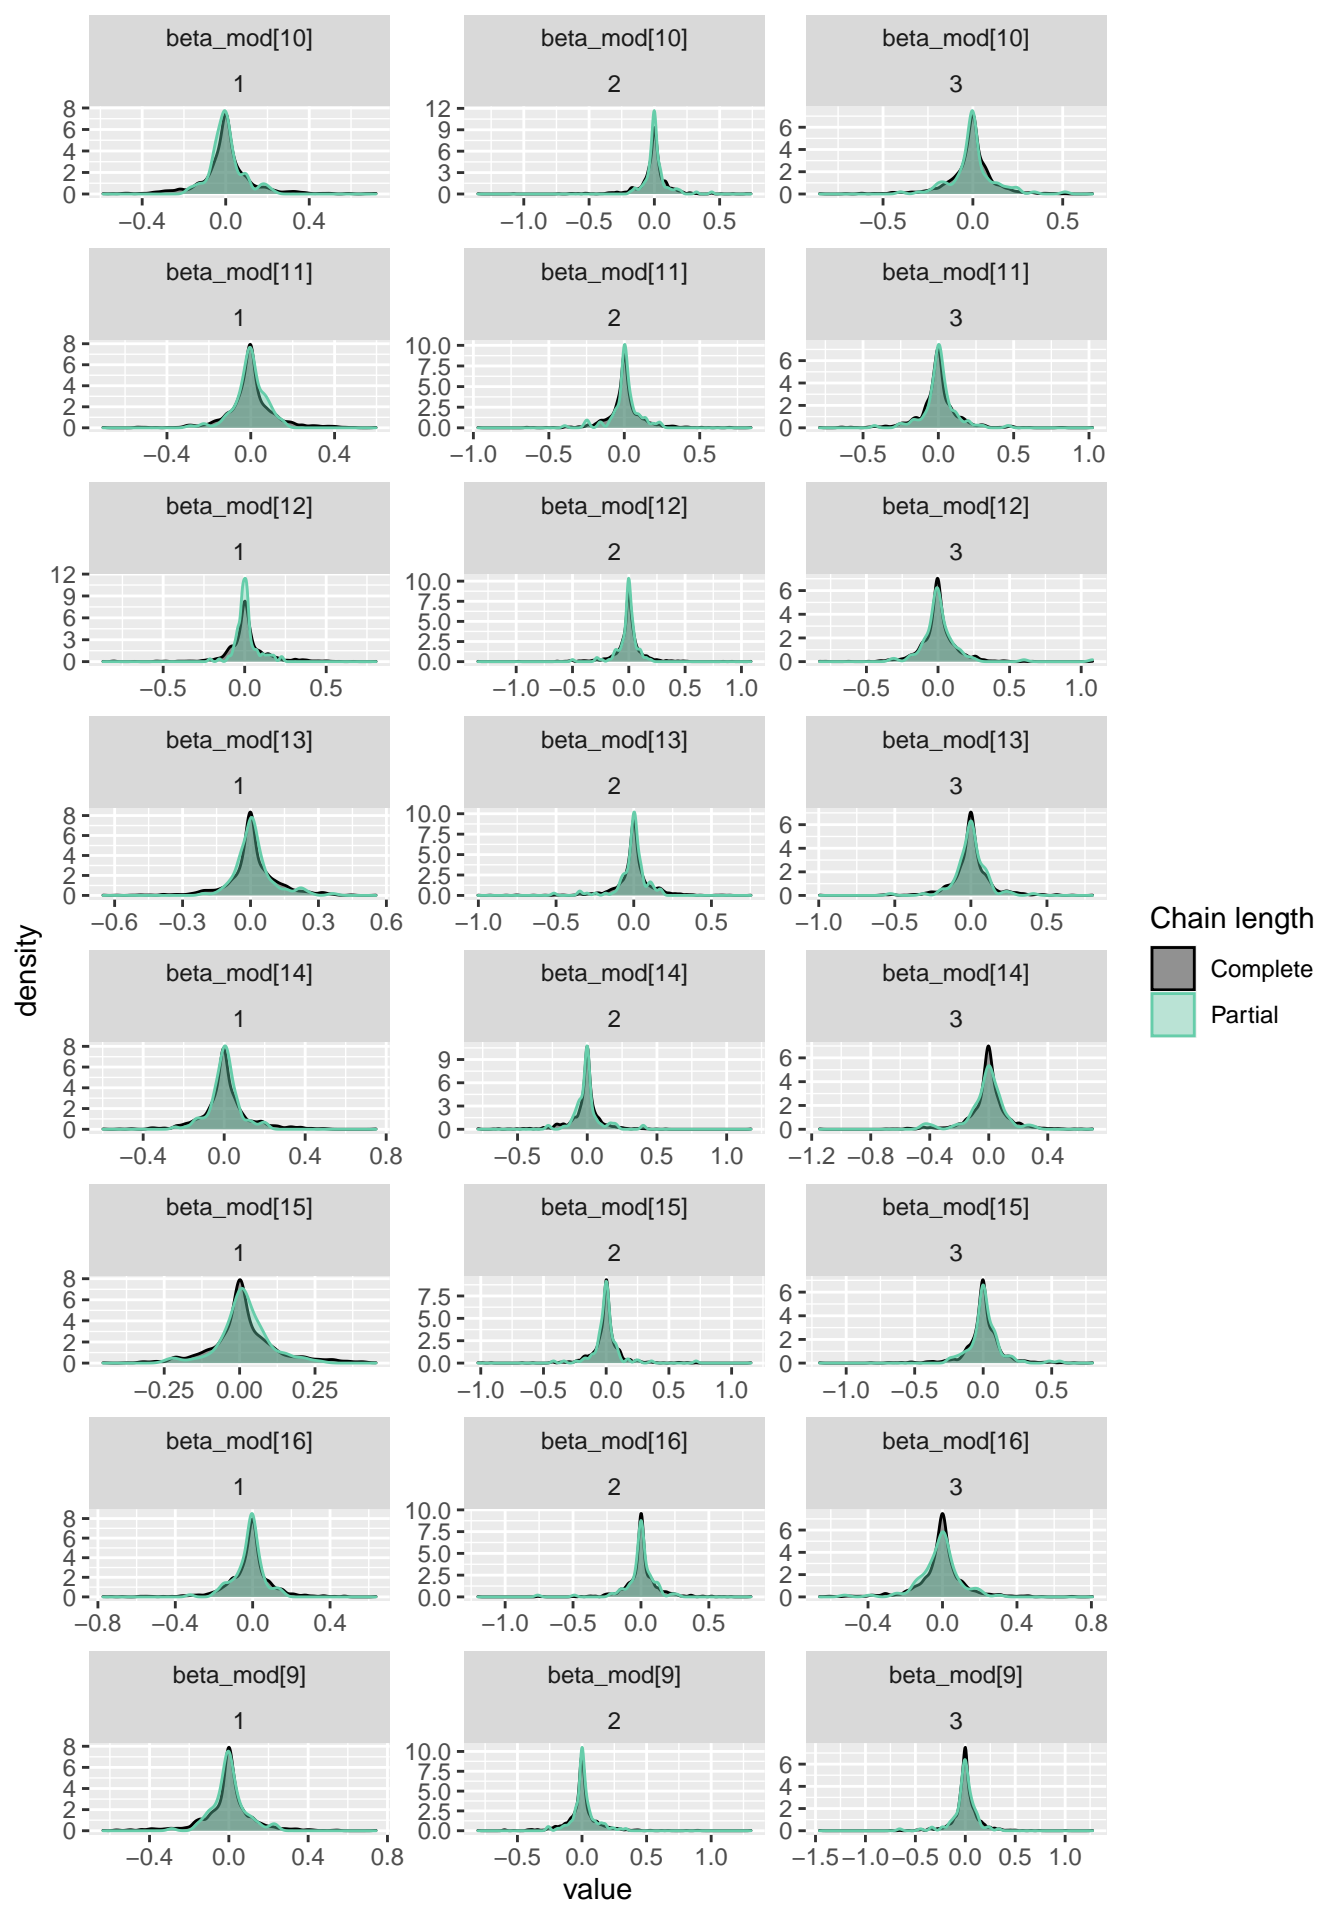 beta_mod[10] beta_mod[10] beta_mod[10]
1 2 3
8 6 4 2 0 12 9 6 3 0 6 4 2 0
−0.4 0.0 0.4 −1.0 −0.5 0.0 0.5 −0.5 0.0 0.5
beta_mod[11] beta_mod[11] beta_mod[11]
1 2 3
8 6 4 2 0 10.0 7.5 5.0 2.5 0.0 6 4 2 0
−0.4 0.0 0.4 −1.0 −0.5 0.0 0.5 −0.5 0.0 0.5 1.0
beta_mod[12] beta_mod[12] beta_mod[12]
1 2 3
12 9 6 3 0 10.0 7.5 5.0 2.5 0.0 6 4 2 0
−0.5 0.0 0.5 −1.0 −0.5 0.0 0.5 1.0 −0.5 0.0 0.5 1.0
beta_mod[13] beta_mod[13] beta_mod[13]
1 2 3
8 6 4 2 0 10.0 7.5 5.0 2.5 0.0 6 4 2 0
−0.6 −0.3 0.0 0.3 0.6 −1.0 −0.5 0.0 0.5 −1.0 −0.5 0.0 0.5
density
Chain length
Complete
Partial
beta_mod[14] beta_mod[14] beta_mod[14]
1 2 3
8 6 4 2 0 9 6 3 0 6 4 2 0
−0.4 0.0 0.4 0.8 −0.5 0.0 0.5 1.0 −1.2 −0.8 −0.4 0.0 0.4
beta_mod[15] beta_mod[15] beta_mod[15]
1 2 3
8 6 4 2 0 7.5 5.0 2.5 0.0 6 4 2 0
−0.25 0.00 0.25 −1.0 −0.5 0.0 0.5 1.0 −1.0 −0.5 0.0 0.5
beta_mod[16] beta_mod[16] beta_mod[16]
1 2 3
8 6 4 2 0 10.0 7.5 5.0 2.5 0.0 6 4 2 0
−0.8 −0.4 0.0 0.4 −1.0 −0.5 0.0 0.5 −0.4 0.0 0.4 0.8
beta_mod[9] beta_mod[9] beta_mod[9]
1 2 3
8 6 4 2 0 10.0 7.5 5.0 2.5 0.0 6 4 2 0
−0.4 0.0 0.4 0.8 −0.5 0.0 0.5 1.0 −1.5 −1.0 −0.5 0.0 0.5 1.0
value